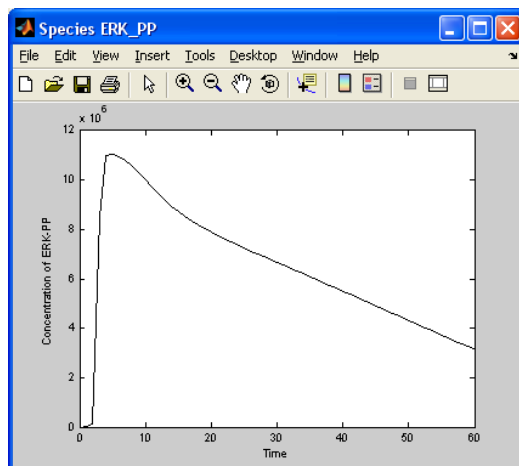 Species ERK_PP
File Edit View Insert Tools Desktop Window Help
x 10^6
12
10
8
6
4
2
0
Concentration of ERK-PP
0 10 20 30 40 50 60
Time